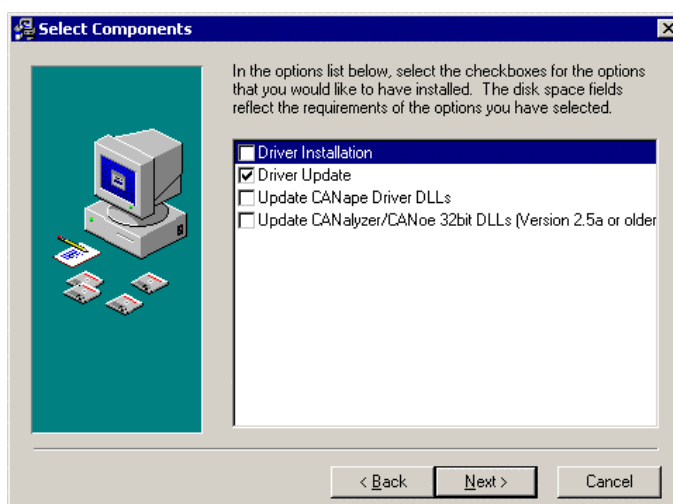 Select Components
In the options list below, select the checkboxes for the options
that you would like to have installed. The disk space fields
reflect the requirements of the options you have selected.
Driver Installation
Driver Update
Update CANape Driver DLLs
Update CANalyzer/CANoe 32bit DLLs (Version 2.5a or older
< Back
Next >
Cancel